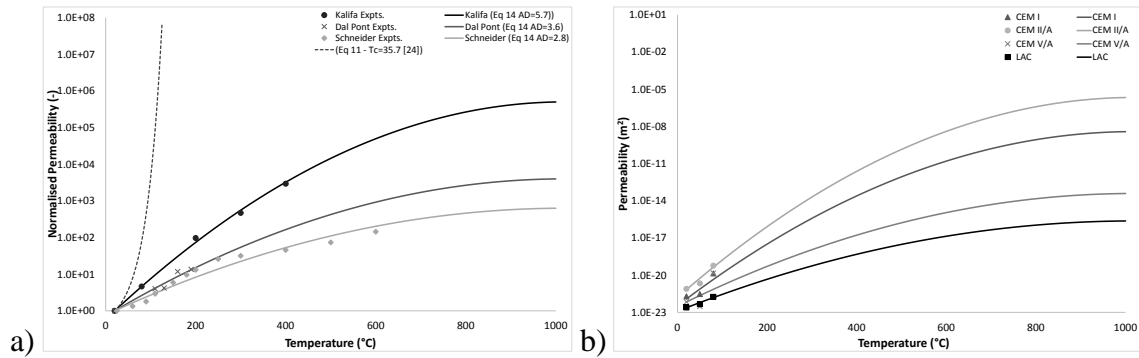 a)
1.0E+08
1.0E+07
1.0E+06
1.0E+05
1.0E+04
1.0E+03
1.0E+02
1.0E+01
1.0E+00
Normalised Permeability (-)
Kalifa Expts.
Dal Pont Expts.
Schneider Expts.
(Eq 11 - Tc=35.7 [24])
Kalifa (Eq 14 AD=5.7))
Dal Pont (Eq 14 AD=3.6)
Schneider (Eq 14 AD=2.8)
0 200 400 600 800 1000
Temperature (°C)
b)
1.0E+01
1.0E-02
1.0E-05
1.0E-08
1.0E-11
1.0E-14
1.0E-17
1.0E-20
1.0E-23
Permeability (m²)
CEM I
CEM II/A
CEM V/A
LAC
CEM I
CEM II/A
CEM V/A
LAC
0 200 400 600 800 1000
Temperature (°C)